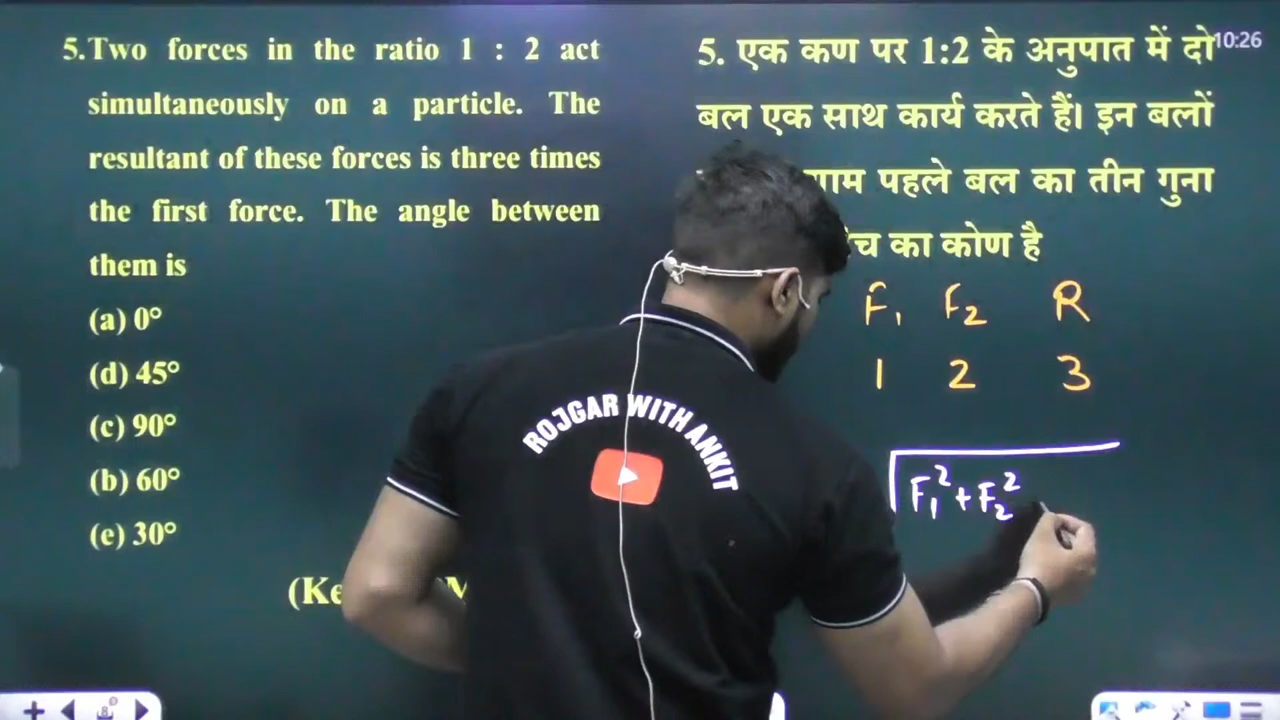 5.Two forces in the ratio 1 : 2 act
simultaneously on a particle. The
resultant of these forces is three times
the first force. The angle between
them is
(a) 0°
(d) 45°
(c) 90°
(b) 60°
(e) 30°
(Ke
5. एक कण पर 1:2 के अनुपात में दो
बल एक साथ कार्य करते हैं। इन बलों
पहले बल का तीन गुना
का कोण है
10:26
F₁ F₂ R
1 2 3
√F₁² + F₂²
ROJGAR WITH ANKIT